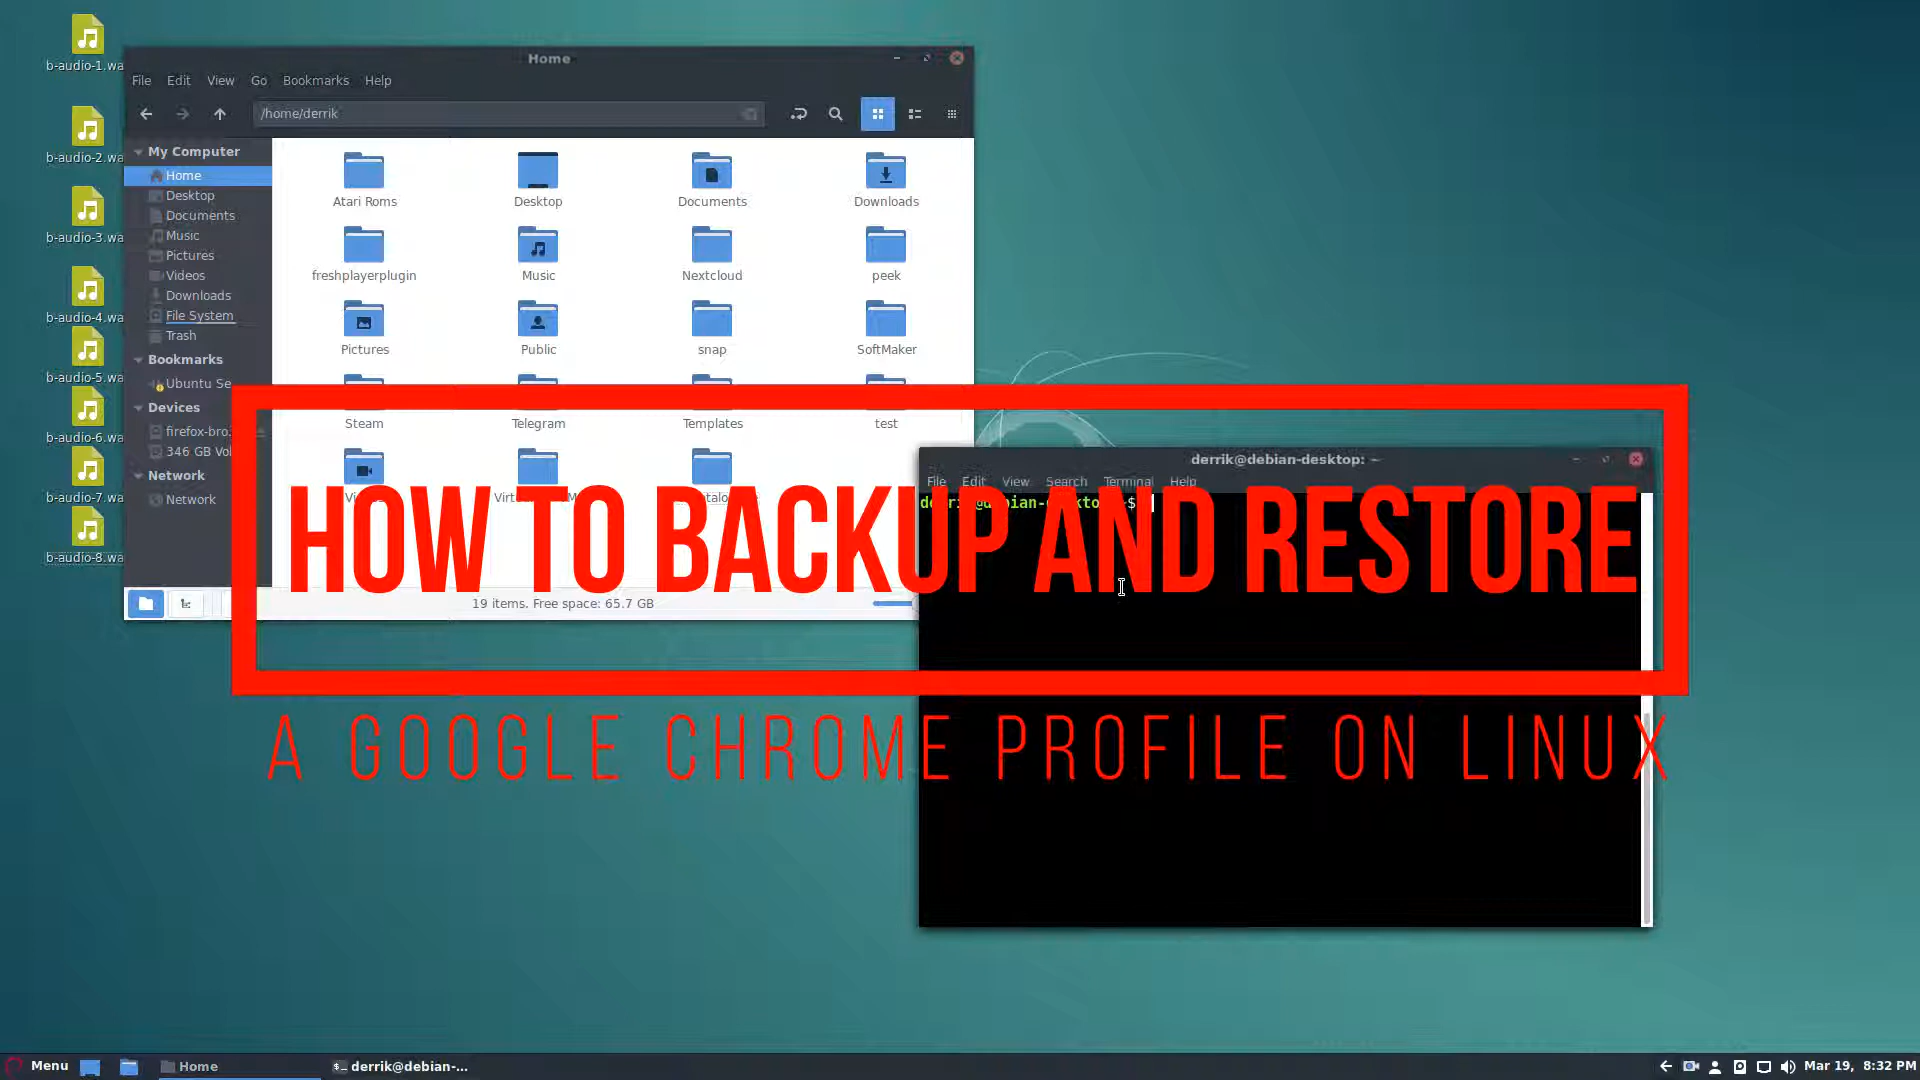 b-audio-1.wa
b-audio-2.wa
b-audio-3.wa
b-audio-4.wa
b-audio-5.wa
b-audio-6.wa
b-audio-7.wa
b-audio-8.wa
Home
File Edit View Go Bookmarks Help
/home/derrik
My Computer
Home
Desktop
Documents
Music
Pictures
Videos
Downloads
File System
Trash
Bookmarks
Ubuntu Se
Devices
firefox-bro.
346 GB Vol
Network
Network
Atari Roms Desktop Documents Downloads
freshplayerplugin Music Nextcloud peek
Pictures Public snap SoftMaker
Steam Telegram Templates test
19 items. Free space: 65.7 GB
derrik@debian-desktop: ~
File Edit View Search Terminal Help
HOW TO BACKUP AND RESTORE
A GOOGLE CHROME PROFILE ON LINUX
Menu Home derrik@debian-... Mar 19, 8:32 PM